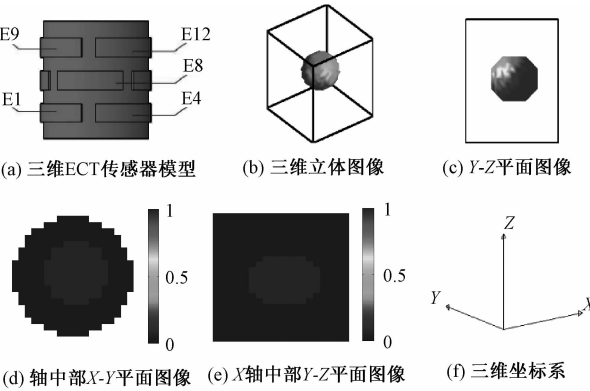 E9
E12
E8
E1
E4
(a) 三维ECT传感器模型
(b) 三维立体图像
(c) Y-Z平面图像
1
0.5
0
1
0.5
0
Z
Y
X
(d) 轴中部X-Y平面图像
(e) X轴中部Y-Z平面图像
(f) 三维坐标系